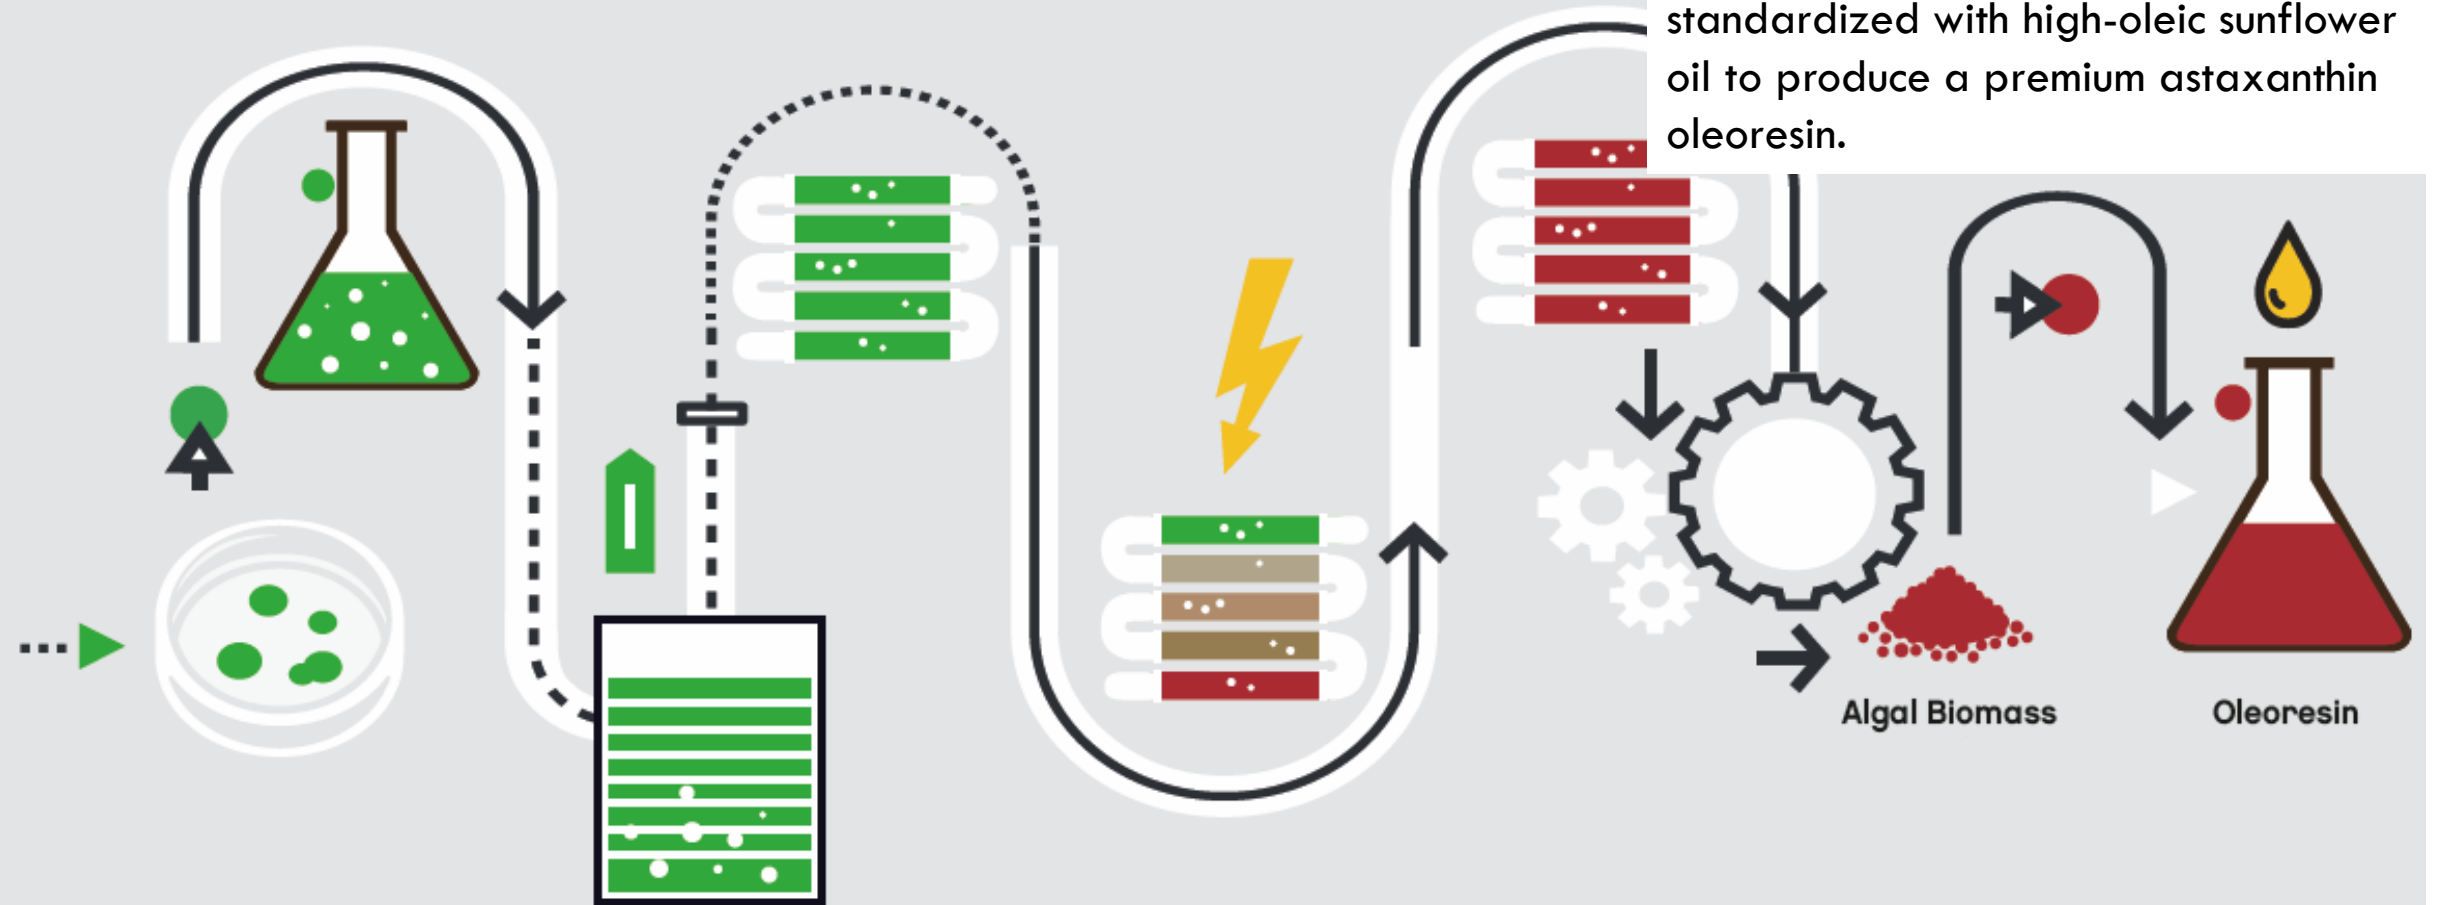 standardized with high-oleic sunflower
oil to produce a premium astaxanthin
oleoresin.
Algal Biomass
Oleoresin